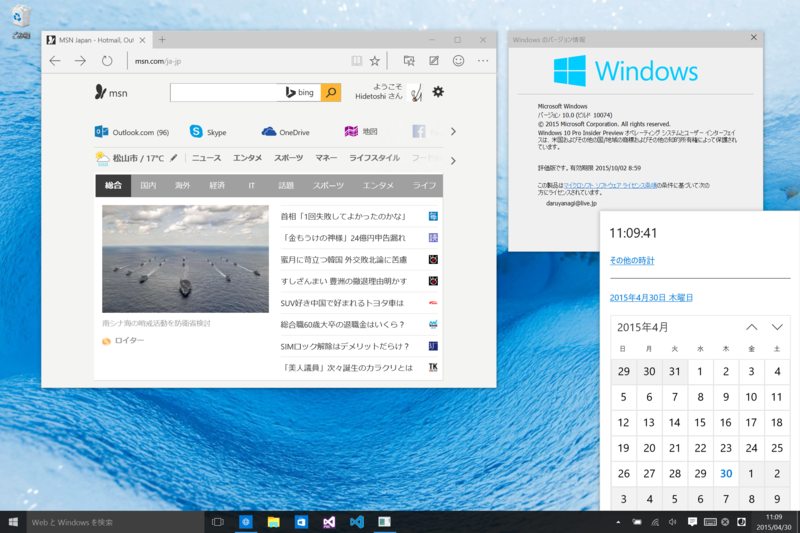 ごみ箱
MSN Japan - Hotmail, Out
msn.com/ja-jp
msn
bing
ようこそ
Hidetoshi さん
Outlook.com (96)
Skype
OneDrive
地図
松山市 / 17°C
ニュース
エンタメ
スポーツ
マネー
ライフスタイル
総合
国内
海外
経済
IT
話題
スポーツ
エンタメ
ライフ
首相「1回失敗してよかったのかな」
「金もうけの神様」24億円申告漏れ
蜜月に苛立つ韓国 外交敗北論に苦慮
すしざんまい 豊洲の撤退理由明かす
SUV好き中国で好まれるトヨタ車は
総合職60歳大卒の退職金はいくら?
SIMロック解除はデメリットだらけ?
「美人議員」次々誕生のカラクリとは
TK
南シナ海の哨戒活動を防衛省検討
ロイター
Windows のバージョン情報
Windows
Microsoft Windows
バージョン 10.0 (ビルド 10074)
© 2015 Microsoft Corporation. All rights reserved.
Windows 10 Pro Insider Preview オペレーティング システムとユーザー インターフェイ
スは、米国およびその他の国/地域の商標およびその他の知的所有権によって保護され
ています。
評価版です。有効期限 2015/10/02 8:59
この製品はマイクロソフト ソフトウェア ライセンス条項の条件に基づいて次の
方にライセンスされています。
daruyanagi@live.jp
11:09:41
その他の時計
2015年4月30日 木曜日
2015年4月
日 月 火 水 木 金 土
29 30 31 1 2 3 4
5 6 7 8 9 10 11
12 13 14 15 16 17 18
19 20 21 22 23 24 25
26 27 28 29 30 1 2
3 4 5 6 7 8 9
Web と Windows を検索
11:09
2015/04/30